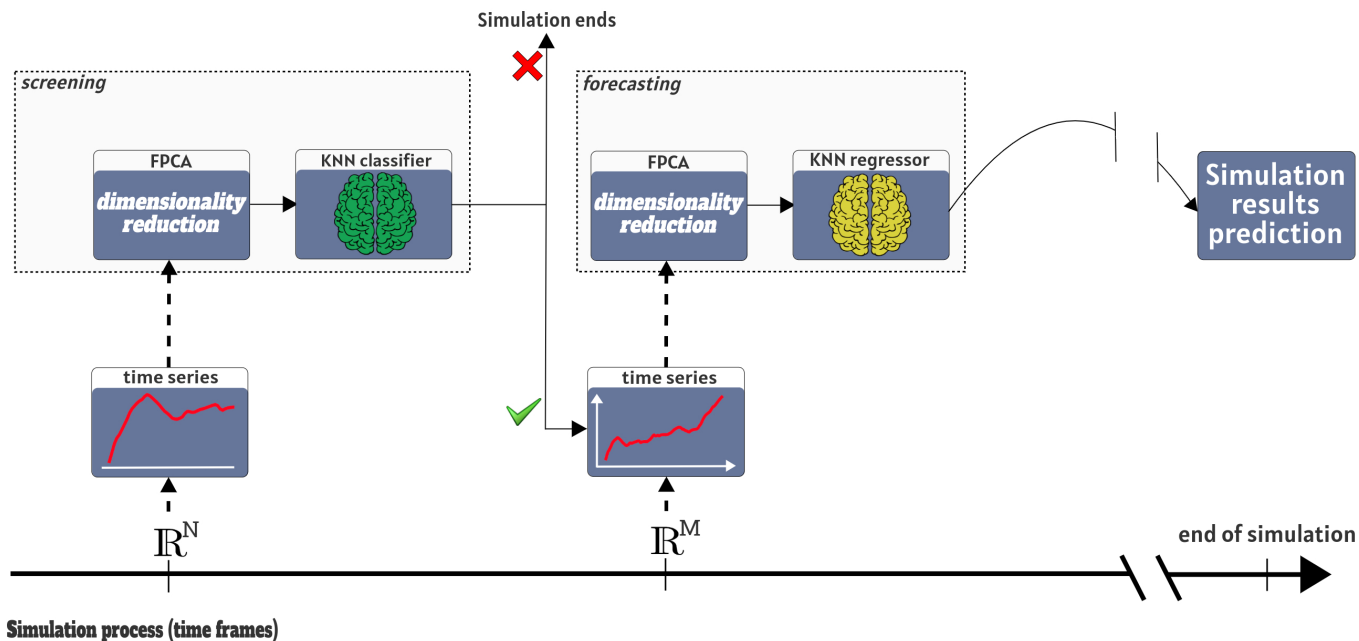 Simulation ends
screening
FPCA
dimensionality
reduction
KNN classifier
forecasting
FPCA
dimensionality
reduction
KNN regressor
Simulation
results
prediction
time series
time series
ℝᴺ
ℝᴹ
end of simulation
Simulation process (time frames)